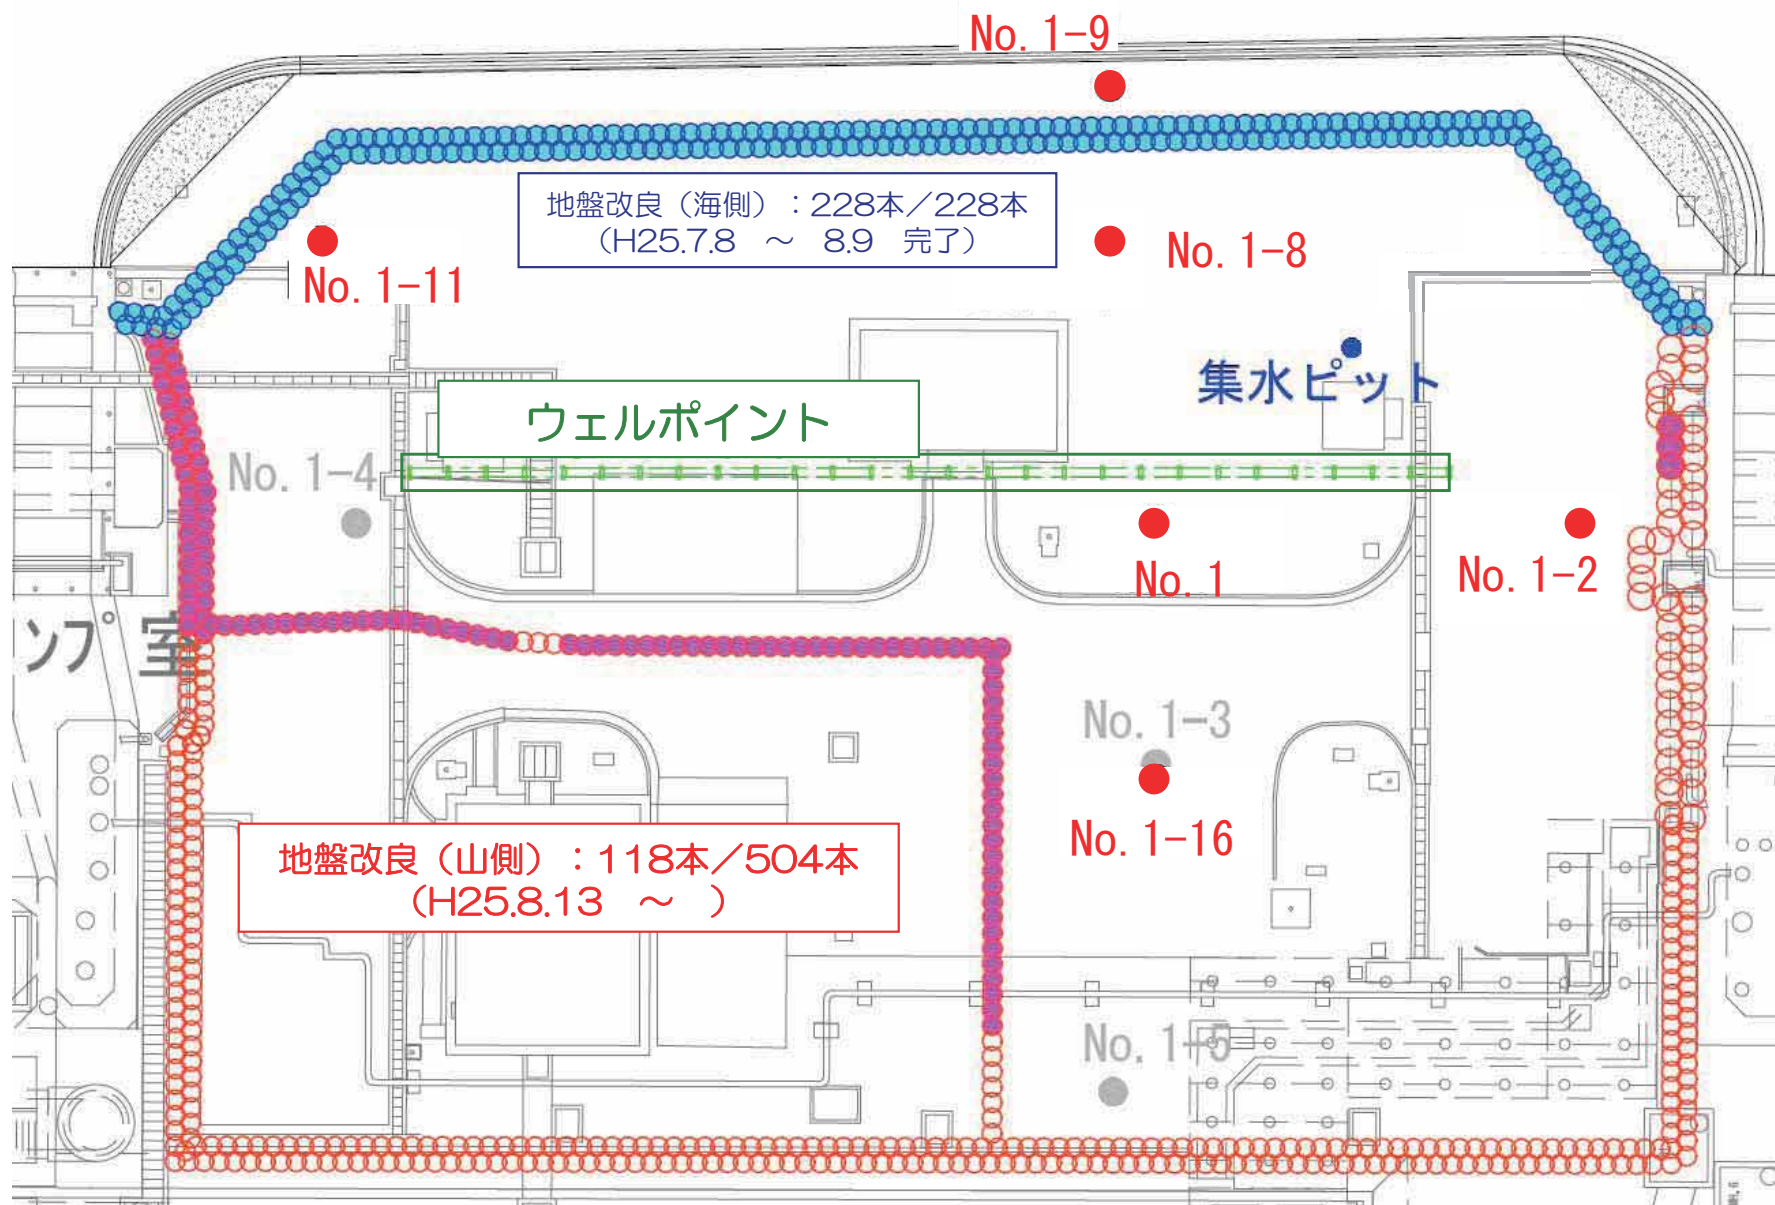 No. 1-9
地盤改良（海側）：228本／228本
（H25.7.8　～　8.9　完了）
No. 1-8
No. 1-11
集水ピット
ウェルポイント
No. 1-4
No. 1
No. 1-2
ンプ室
No. 1-3
No. 1-16
地盤改良（山側）：118本／504本
（H25.8.13　～　）
No. 1-5